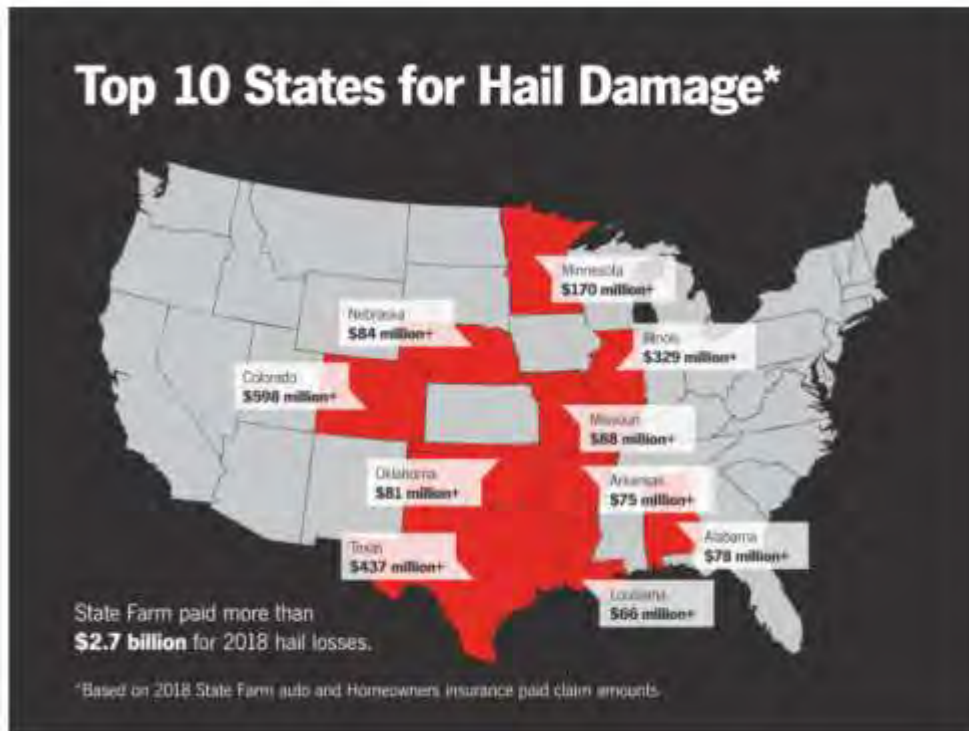 Top 10 States for Hail Damage*
Minnesota
$170 million+
Nebraska
$84 million+
Illinois
$329 million+
Colorado
$598 million+
Missouri
$88 million+
Oklahoma
$81 million+
Arkansas
$75 million+
Alabama
$78 million+
Texas
$437 million+
Louisiana
$66 million+
State Farm paid more than
$2.7 billion for 2018 hail losses.
*Based on 2018 State Farm auto and Homeowners insurance paid claim amounts